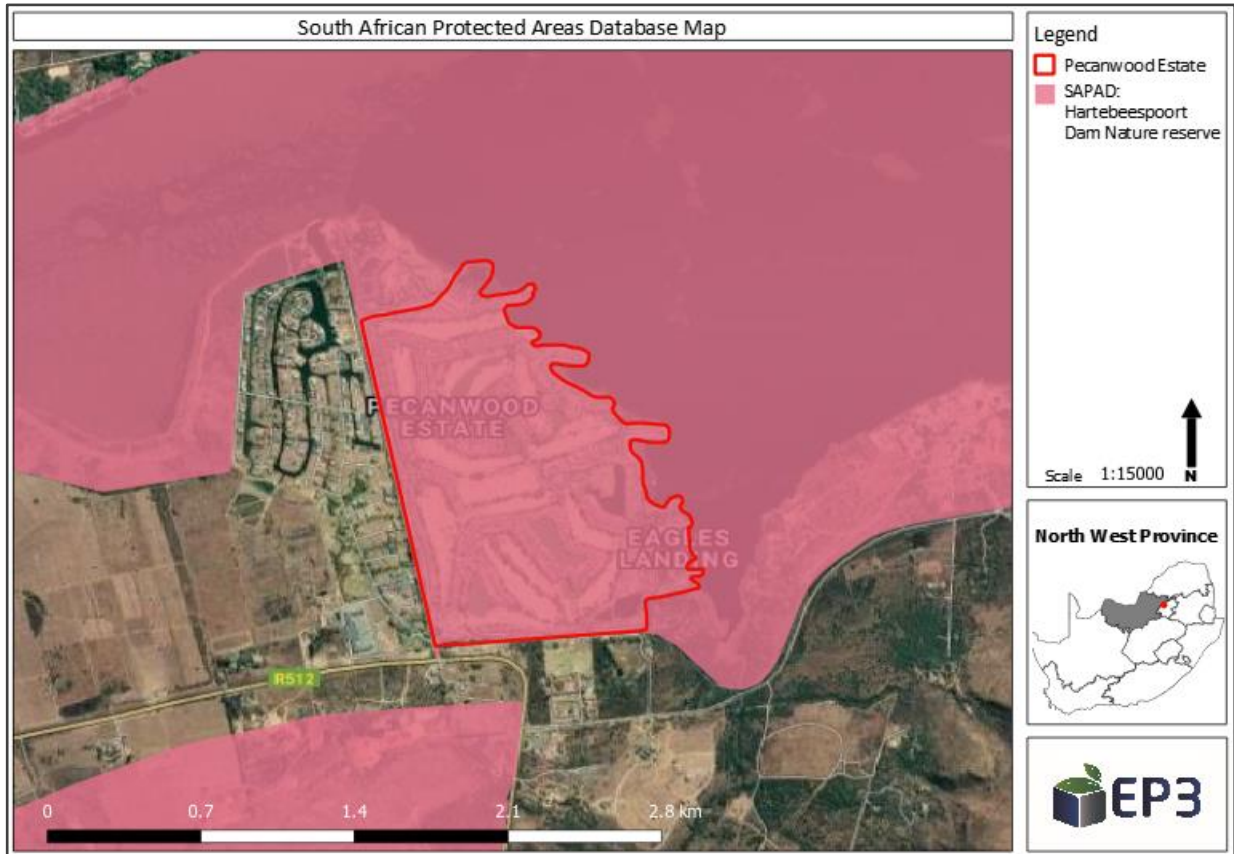 South African Protected Areas Database Map
Legend
Pecanwood Estate
SAPAD:
Hartebeespoort
Dam Nature reserve
PECANWOOD
ESTATE
EAGLES
LANDING
R512
0 0.7 1.4 2.1 2.8 km
Scale 1:15000
N
North West Province
EP3